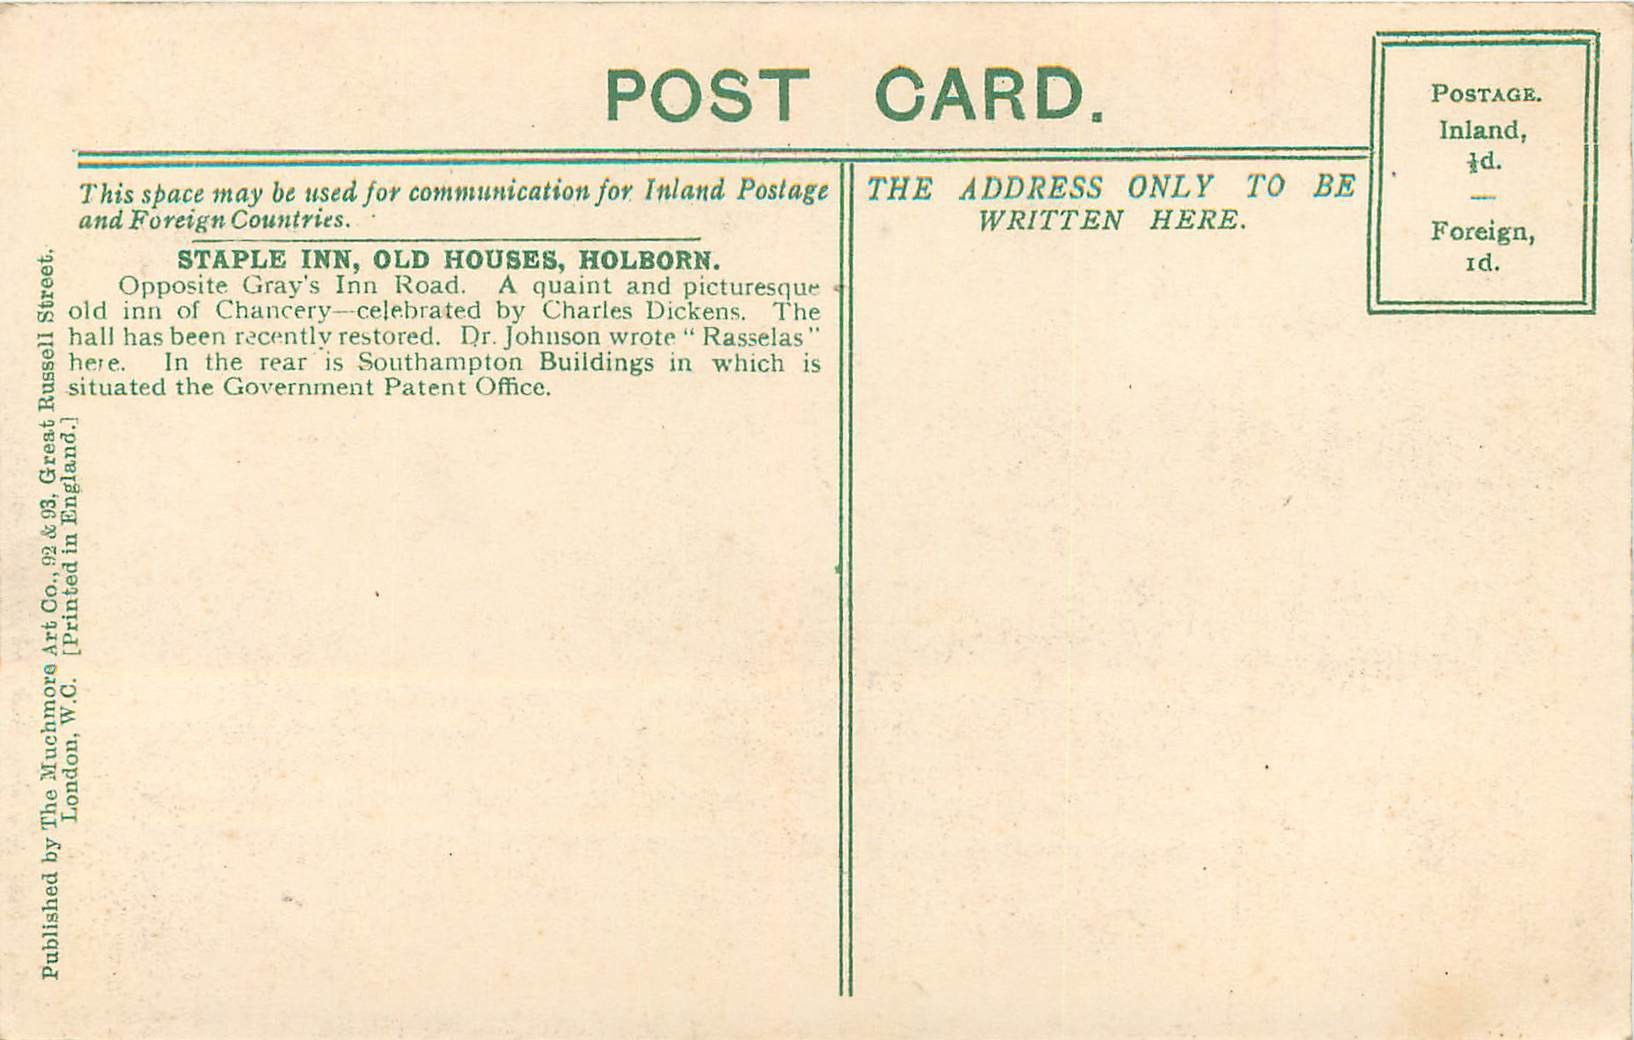 POST CARD.
POSTAGE.
Inland,
½d.
—
Foreign,
1d.
This space may be used for communication for Inland Postage
and Foreign Countries.
THE ADDRESS ONLY TO BE
WRITTEN HERE.
STAPLE INN, OLD HOUSES, HOLBORN.
Opposite Gray's Inn Road. A quaint and picturesque
old inn of Chancery—celebrated by Charles Dickens. The
hall has been recently restored. Dr. Johnson wrote "Rasselas"
here. In the rear is Southampton Buildings in which is
situated the Government Patent Office.
Published by The Muchmore Art Co., 92 & 93, Great Russell Street,
London, W.C. [Printed in England.]